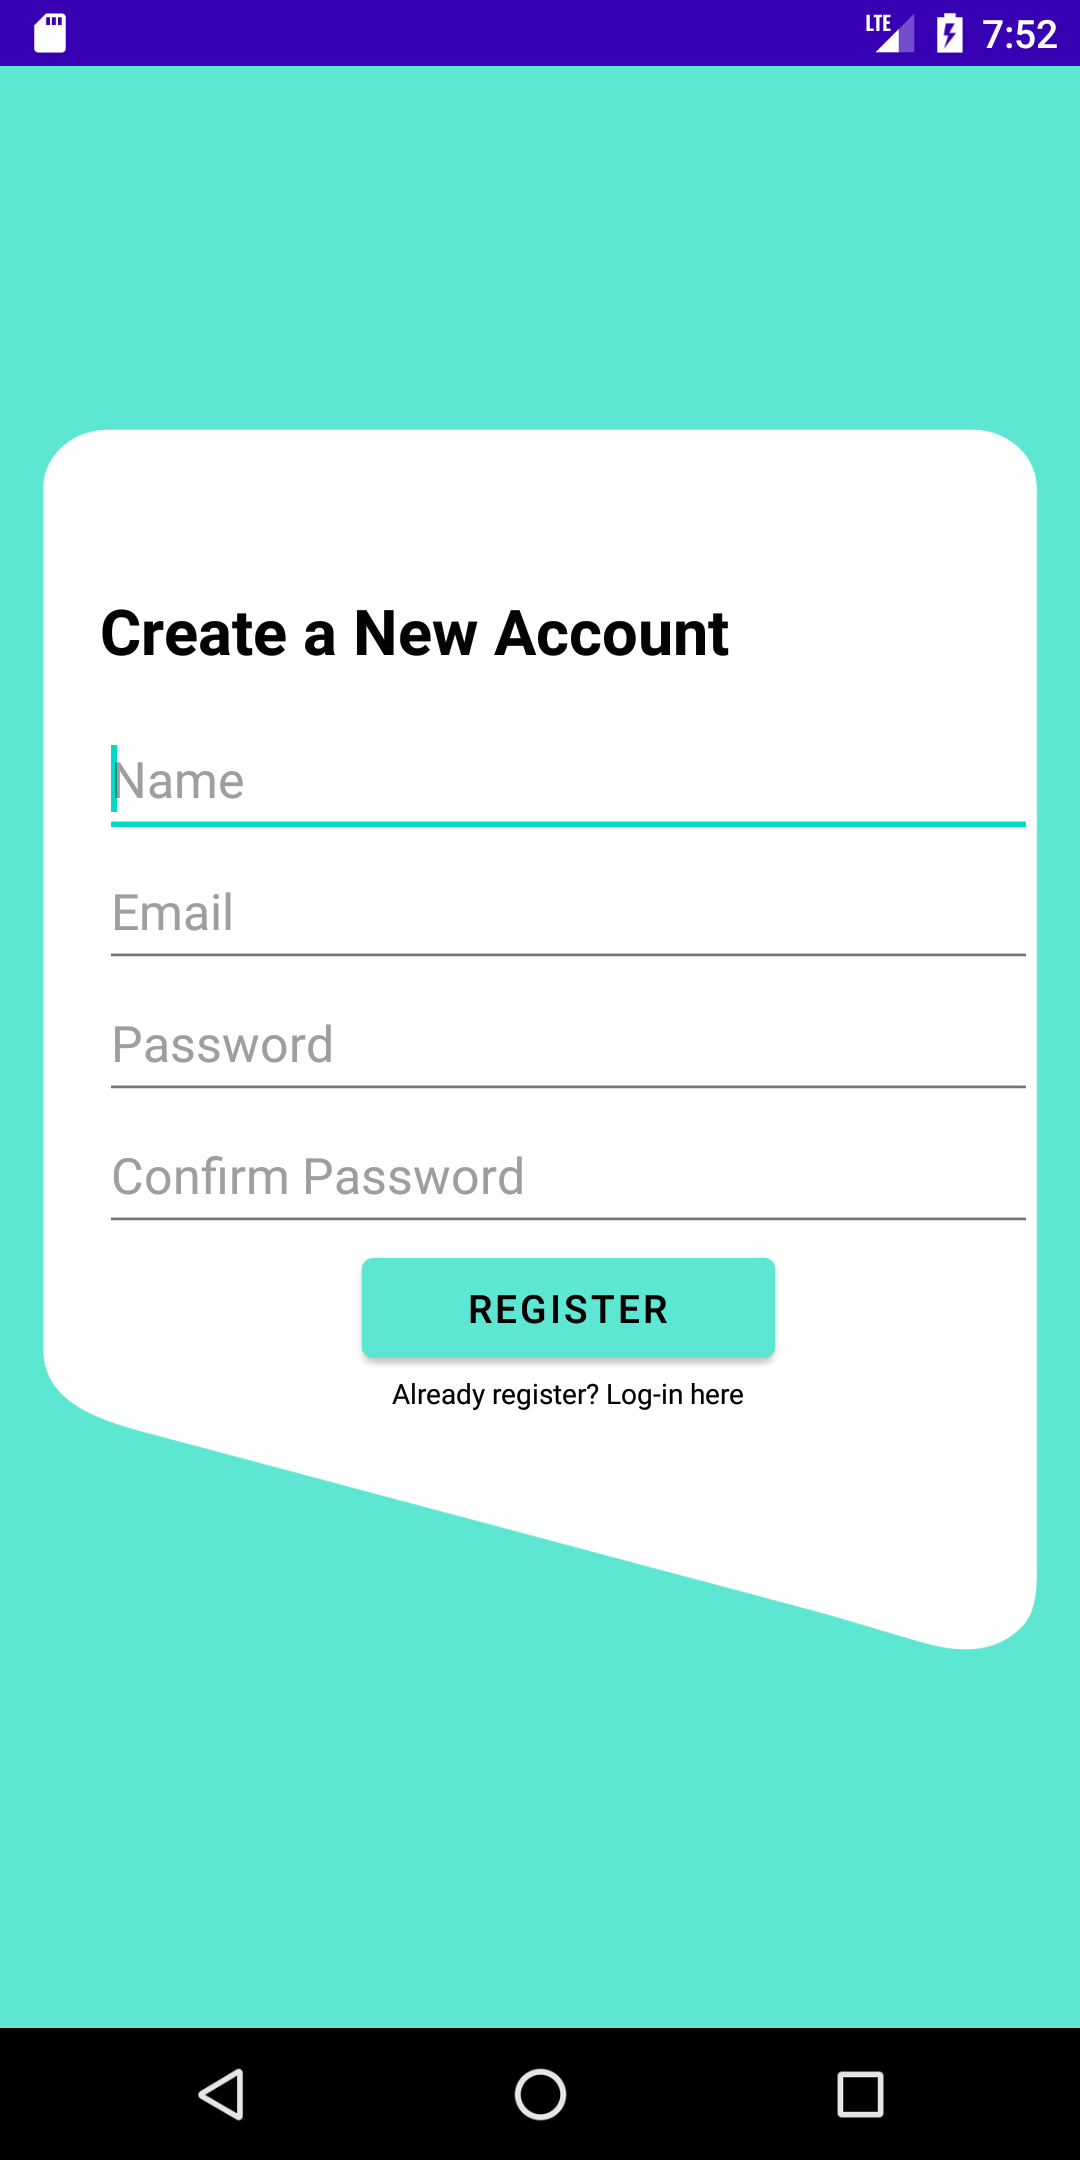 LTE 7:52
Create a New Account
Name
Email
Password
Confirm Password
REGISTER
Already register? Log-in here